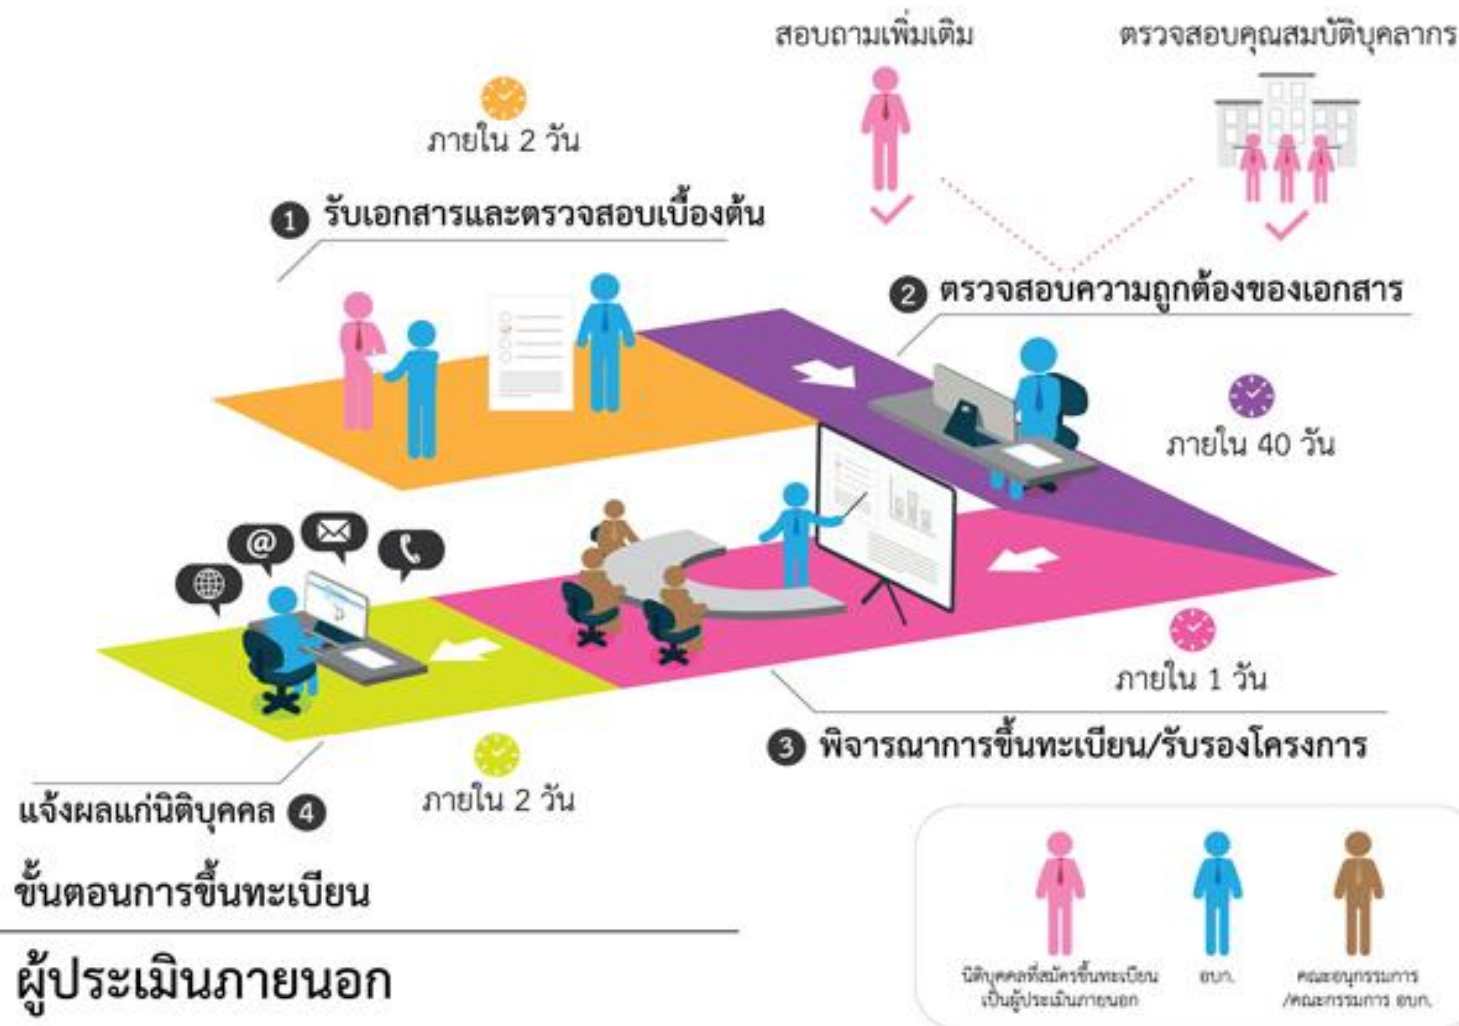 สอบถามเพิ่มเติม
ตรวจสอบคุณสมบัติบุคลากร
ภายใน 2 วัน
1 รับเอกสารและตรวจสอบเบื้องต้น
2 ตรวจสอบความถูกต้องของเอกสาร
ภายใน 40 วัน
@
ภายใน 1 วัน
3 พิจารณาการขึ้นทะเบียน/รับรองโครงการ
ภายใน 2 วัน
แจ้งผลแก่นิติบุคคล 4
ขั้นตอนการขึ้นทะเบียน
ผู้ประเมินภายนอก
นิติบุคคลที่สมัครขึ้นทะเบียน
เป็นผู้ประเมินภายนอก
อบก.
คณะอนุกรรมการ
/คณะกรรมการ อบก.